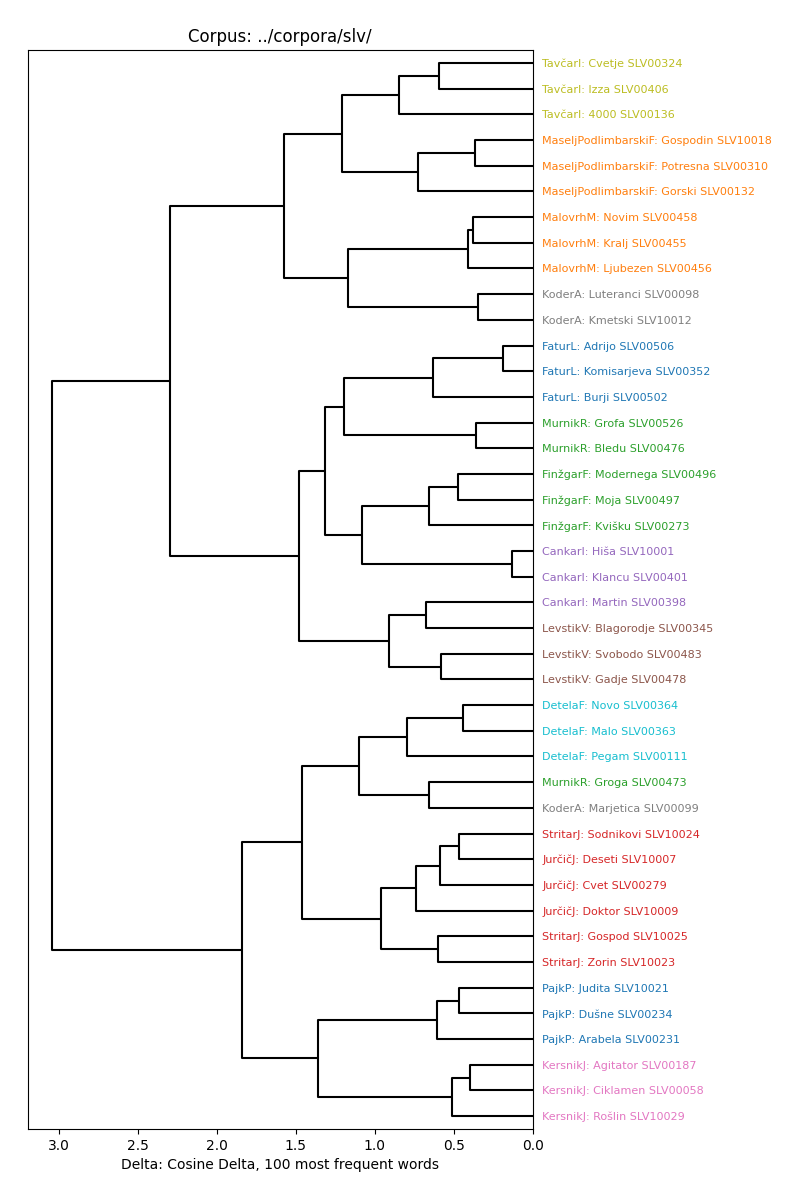 Corpus: ../corpora/slv/
TavčarI: Cvetje SLV00324
TavčarI: Izza SLV00406
TavčarI: 4000 SLV00136
MaseljPodlimbarskiF: Gospodin SLV10018
MaseljPodlimbarskiF: Potresna SLV00310
MaseljPodlimbarskiF: Gorski SLV00132
MalovrhM: Novim SLV00458
MalovrhM: Kralj SLV00455
MalovrhM: Ljubezen SLV00456
KoderA: Luteranci SLV00098
KoderA: Kmetski SLV10012
FaturL: Adrijo SLV00506
FaturL: Komisarjeva SLV00352
FaturL: Burji SLV00502
MurnikR: Grofa SLV00526
MurnikR: Bledu SLV00476
FinžgarF: Modernega SLV00496
FinžgarF: Moja SLV00497
FinžgarF: Kvišku SLV00273
CankarI: Hiša SLV10001
CankarI: Klancu SLV00401
CankarI: Martin SLV00398
LevstikV: Blagorodje SLV00345
LevstikV: Svobodo SLV00483
LevstikV: Gadje SLV00478
DetelaF: Novo SLV00364
DetelaF: Malo SLV00363
DetelaF: Pegam SLV00111
MurnikR: Groga SLV00473
KoderA: Marjetica SLV00099
StritarJ: Sodnikovi SLV10024
JurčičJ: Deseti SLV10007
JurčičJ: Cvet SLV00279
JurčičJ: Doktor SLV10009
StritarJ: Gospod SLV10025
StritarJ: Zorin SLV10023
PajkP: Judita SLV10021
PajkP: Dušne SLV00234
PajkP: Arabela SLV00231
KersnikJ: Agitator SLV00187
KersnikJ: Ciklamen SLV00058
KersnikJ: Rošlin SLV10029
3.0 2.5 2.0 1.5 1.0 0.5 0.0
Delta: Cosine Delta, 100 most frequent words